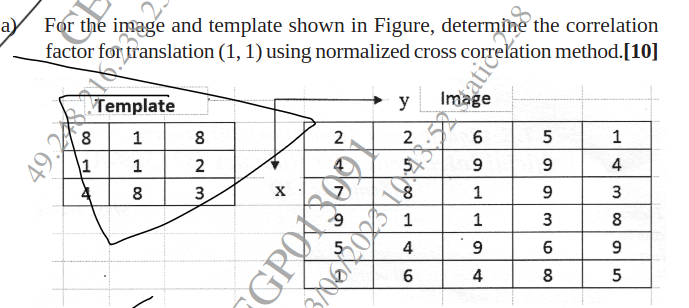 a) For the image and template shown in Figure, determine the correlation
factor for translation (1, 1) using normalized cross correlation method.[10]
Template
y Image
8 1 8
1 1 2
4 8 3
x
2 2 6 5 1
4 5 9 9 4
7 8 1 9 3
9 1 1 3 8
5 4 9 6 9
1 6 4 8 5
CEGP013091
49.248.216.238
10:43:52 static-238